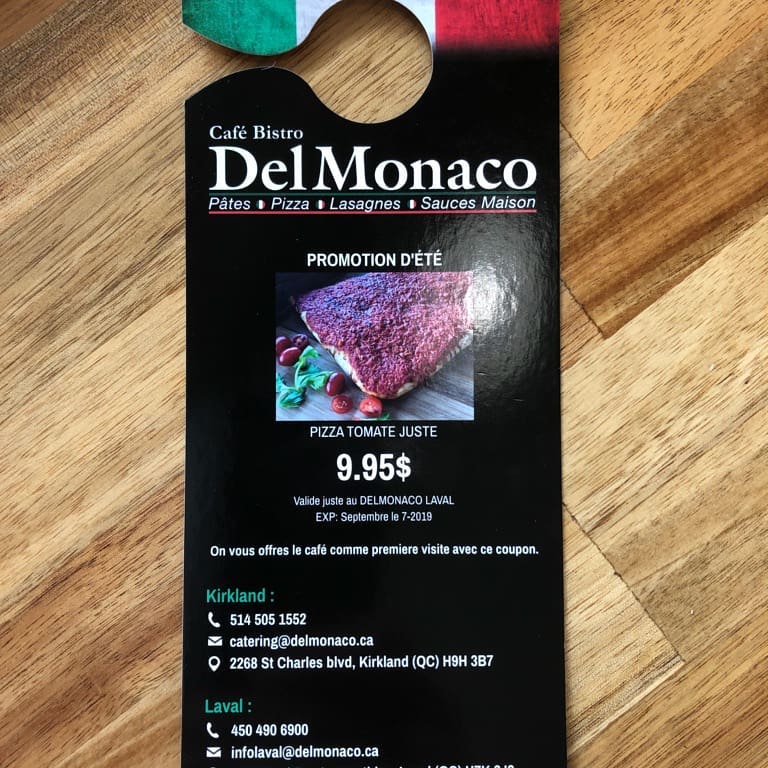 Café Bistro
DelMonaco
Pâtes Pizza Lasagnes Sauces Maison
PROMOTION D'ÉTÉ
PIZZA TOMATE JUSTE
9.95$
Valide juste au DELMONACO LAVAL
EXP: Septembre le 7-2019
On vous offres le café comme premiere visite avec ce coupon.
Kirkland :
514 505 1552
catering@delmonaco.ca
2268 St Charles blvd, Kirkland (QC) H9H 3B7
Laval :
450 490 6900
infolaval@delmonaco.ca